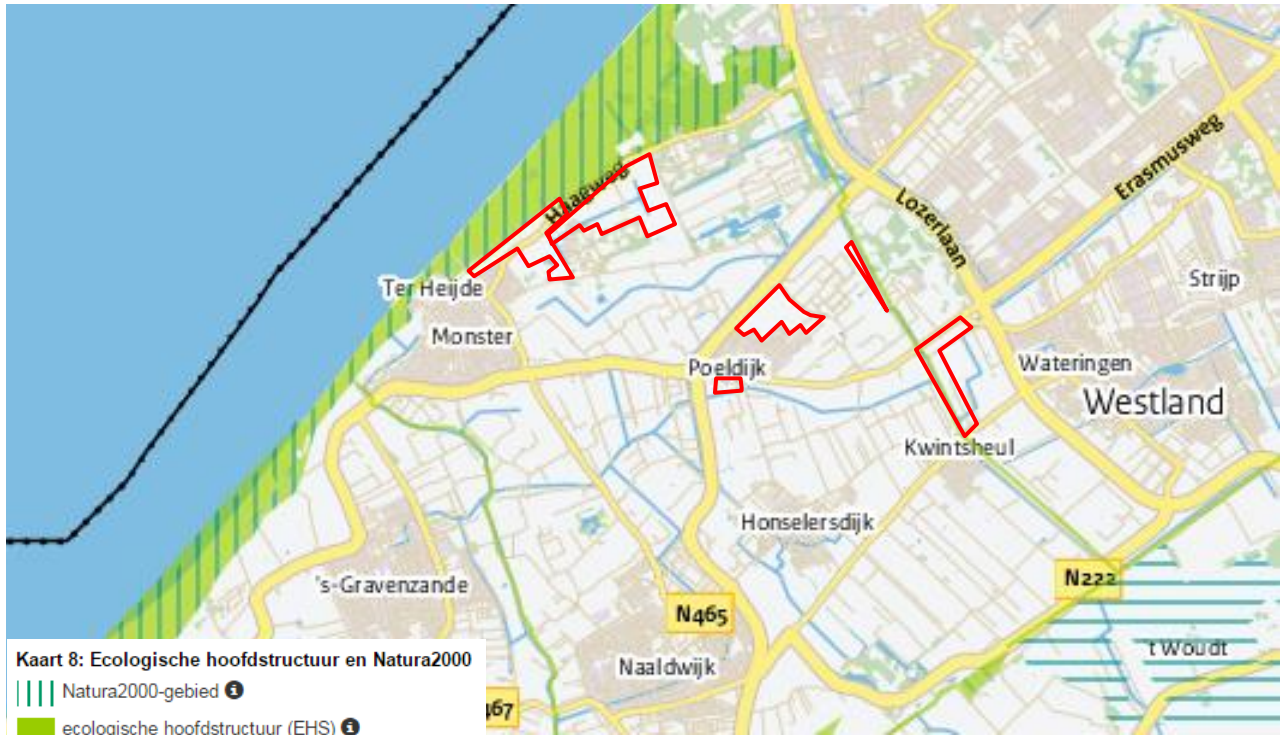 Haagweg
Lozerlaan
Erasmusweg
Strijp
Ter Heijde
Monster
Poeldijk
Wateringen
Westland
Kwintsheul
Honselersdijk
's-Gravenzande
N222
N465
Naaldwijk
t Woudt
467
Kaart 8: Ecologische hoofdstructuur en Natura2000
Natura2000-gebied i
ecologische hoofdstructuur (EHS) i